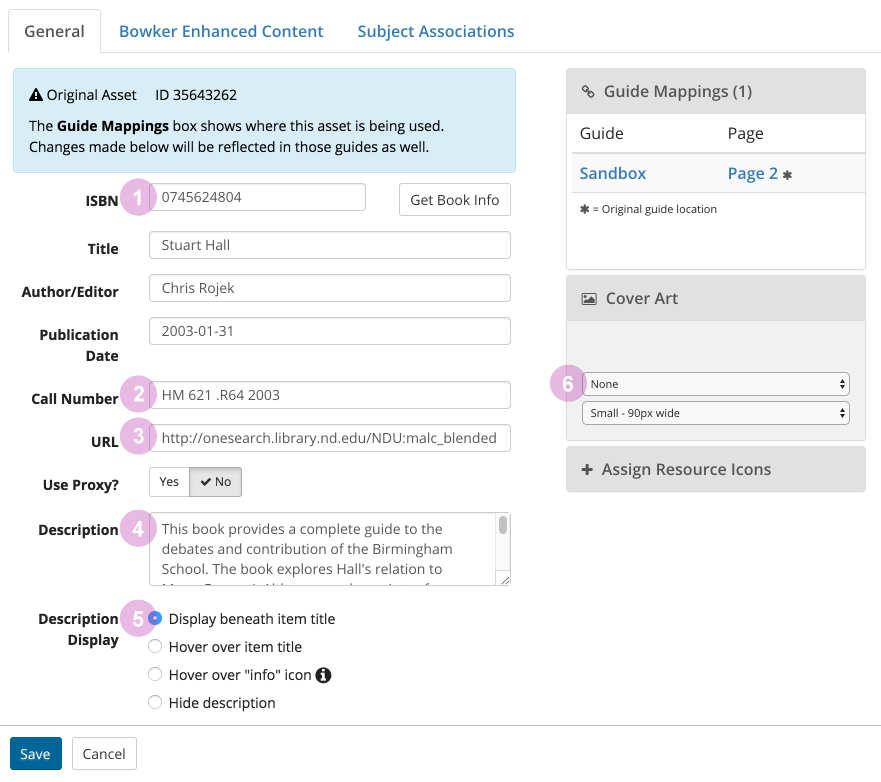 General Bowker Enhanced Content Subject Associations
Original Asset ID 35643262
The Guide Mappings box shows where this asset is being used.
Changes made below will be reflected in those guides as well.
ISBN 1 0745624804 Get Book Info
Title Stuart Hall
Author/Editor Chris Rojek
Publication
Date
2003-01-31
Call Number 2 HM 621 .R64 2003
URL 3 http://onesearch.library.nd.edu/NDU:malc_blended
Use Proxy? Yes No
Description 4
This book provides a complete guide to the
debates and contribution of the Birmingham
School. The book explores Hall's relation to
Description
Display
5 Display beneath item title
Hover over item title
Hover over "info" icon
Hide description
Save Cancel
Guide Mappings (1)
Guide Page
Sandbox Page 2 ✱
✱ = Original guide location
Cover Art
6 None
Small - 90px wide
Assign Resource Icons